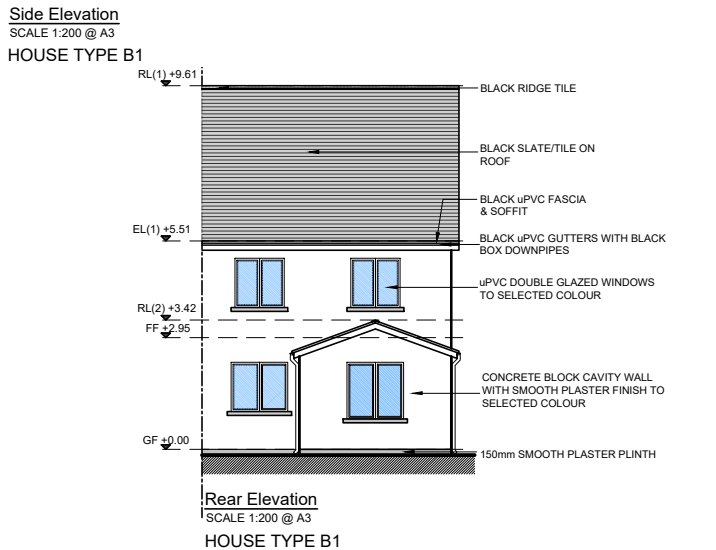 Side Elevation
SCALE 1:200 @ A3
HOUSE TYPE B1
RL(1) +9.61
BLACK RIDGE TILE
BLACK SLATE/TILE ON
ROOF
BLACK uPVC FASCIA
& SOFFIT
EL(1) +5.51
BLACK uPVC GUTTERS WITH BLACK
BOX DOWNPIPES
uPVC DOUBLE GLAZED WINDOWS
TO SELECTED COLOUR
RL(2) +3.42
FF +2.95
CONCRETE BLOCK CAVITY WALL
WITH SMOOTH PLASTER FINISH TO
SELECTED COLOUR
GF +0.00
150mm SMOOTH PLASTER PLINTH
Rear Elevation
SCALE 1:200 @ A3
HOUSE TYPE B1